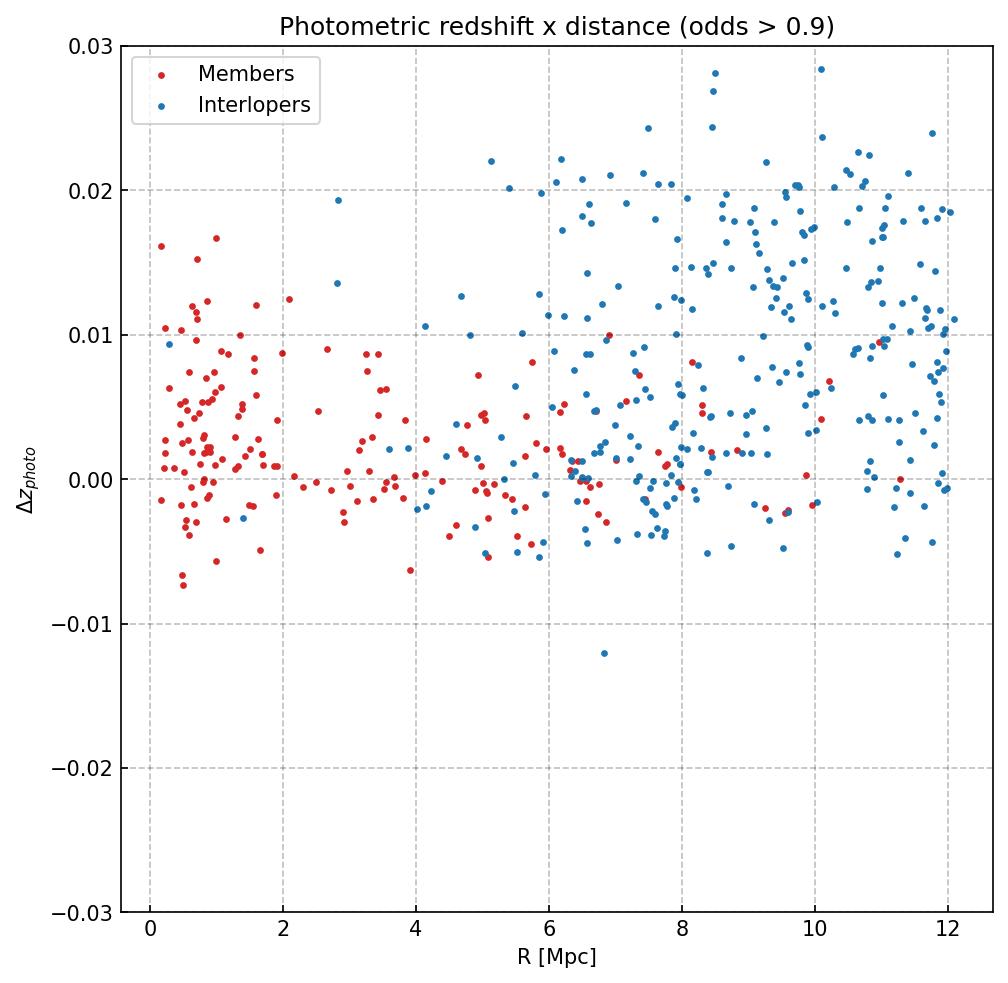 Photometric redshift x distance (odds > 0.9)
Members
Interlopers
0.03
0.02
0.01
0.00
−0.01
−0.02
−0.03
Δz_photo
0 2 4 6 8 10 12
R [Mpc]